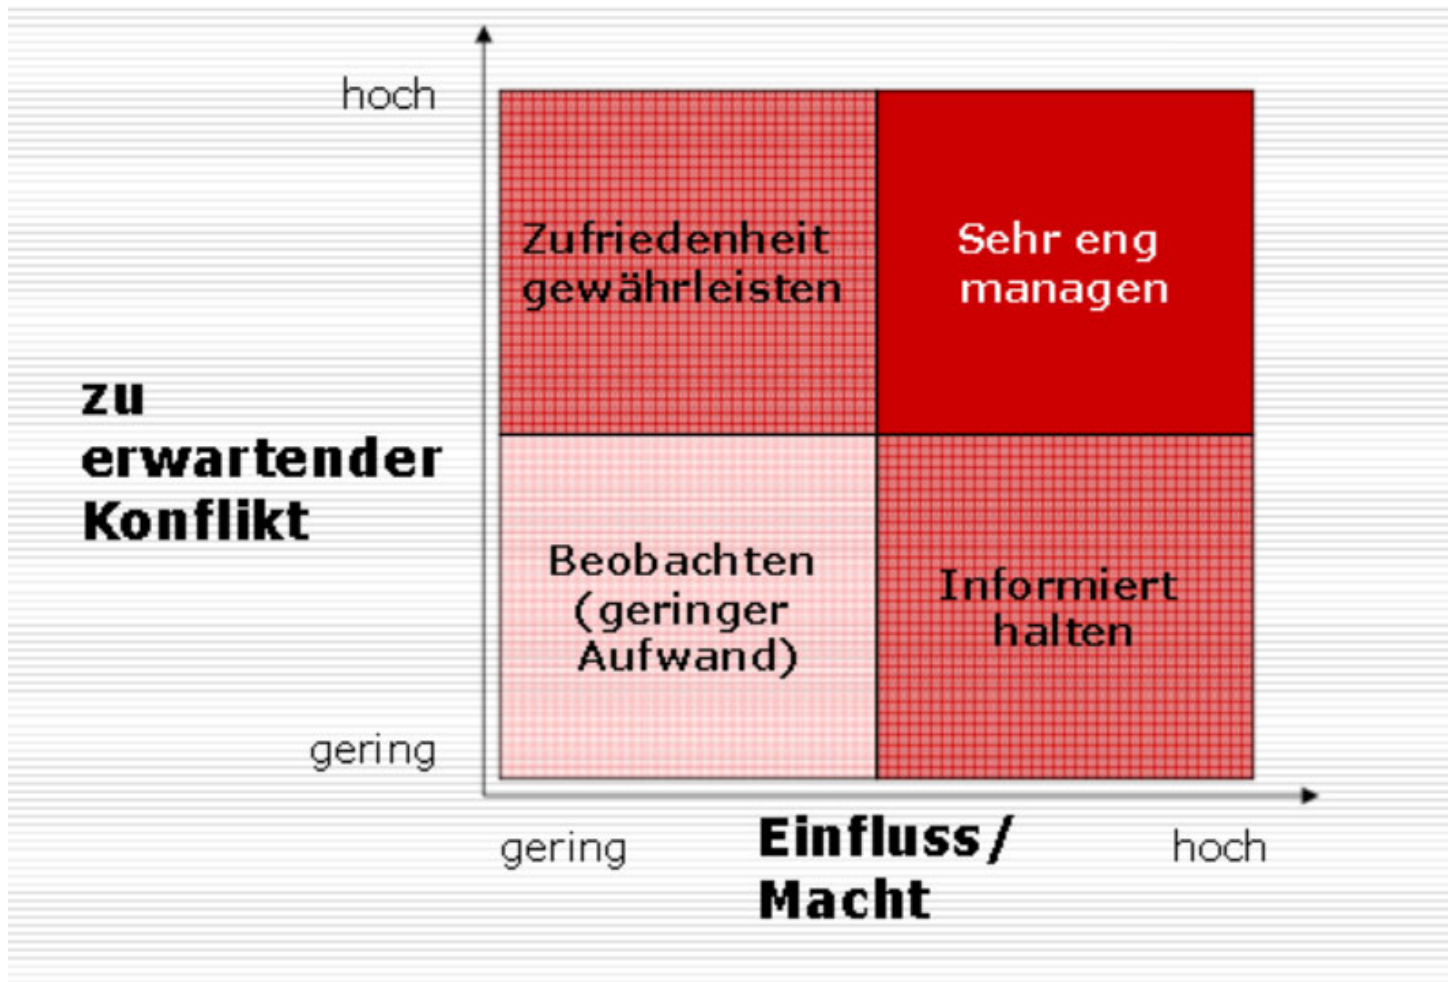 hoch
Zufriedenheit
gewährleisten
Sehr eng
managen
zu
erwartender
Konflikt
Beobachten
(geringer
Aufwand)
Informiert
halten
gering
gering
Einfluss/
Macht
hoch